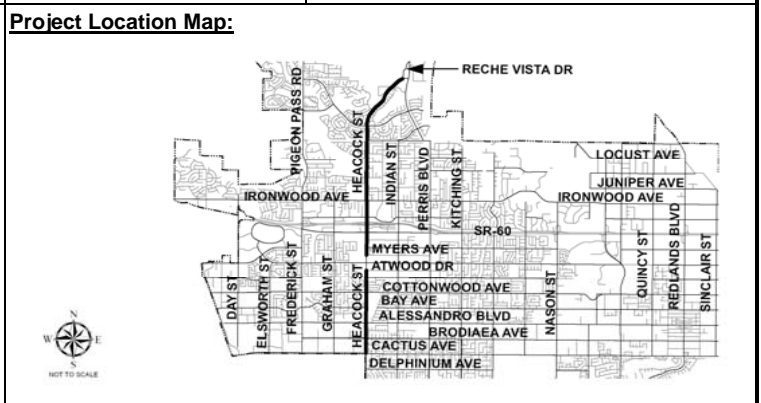 Project Location Map:
RECHE VISTA DR
PIGEON PASS RD
HEACOCK ST
INDIAN ST
PERRIS BLVD
KITCHING ST
LOCUST AVE
JUNIPER AVE
IRONWOOD AVE
IRONWOOD AVE
SR-60
MYERS AVE
ATWOOD DR
DAY ST
ELSWORTH ST
FREDERICK ST
GRAHAM ST
HEACOCK ST
COTTONWOOD AVE
BAY AVE
ALESSANDRO BLVD
BRODIAEA AVE
CACTUS AVE
DELPHINIUM AVE
NASON ST
QUINCY ST
REDLANDS BLVD
SINCLAIR ST
N
W E
S
NOT TO SCALE